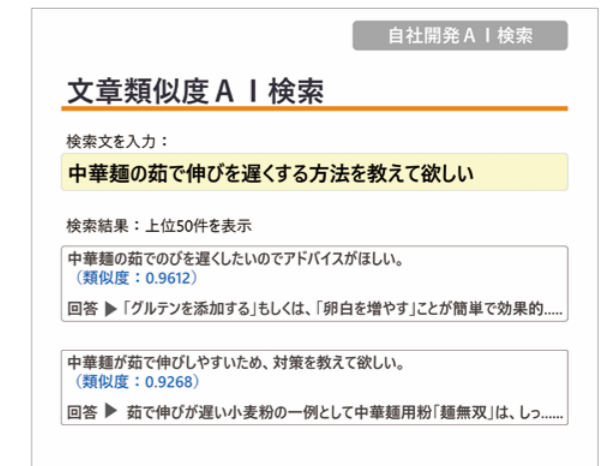 自社開発AI検索
文章類似度AI検索
検索文を入力：
中華麺の茹で伸びを遅くする方法を教えて欲しい
検索結果：上位50件を表示
中華麺の茹でのびを遅くしたいのでアドバイスがほしい。
（類似度：0.9612）
回答 ▶「グルテンを添加する」もしくは、「卵白を増やす」ことが簡単で効果的.....
中華麺が茹で伸びしやすいため、対策を教えて欲しい。
（類似度：0.9268）
回答 ▶ 茹で伸びが遅い小麦粉の一例として中華麺用粉「麺無双」は、しっ......